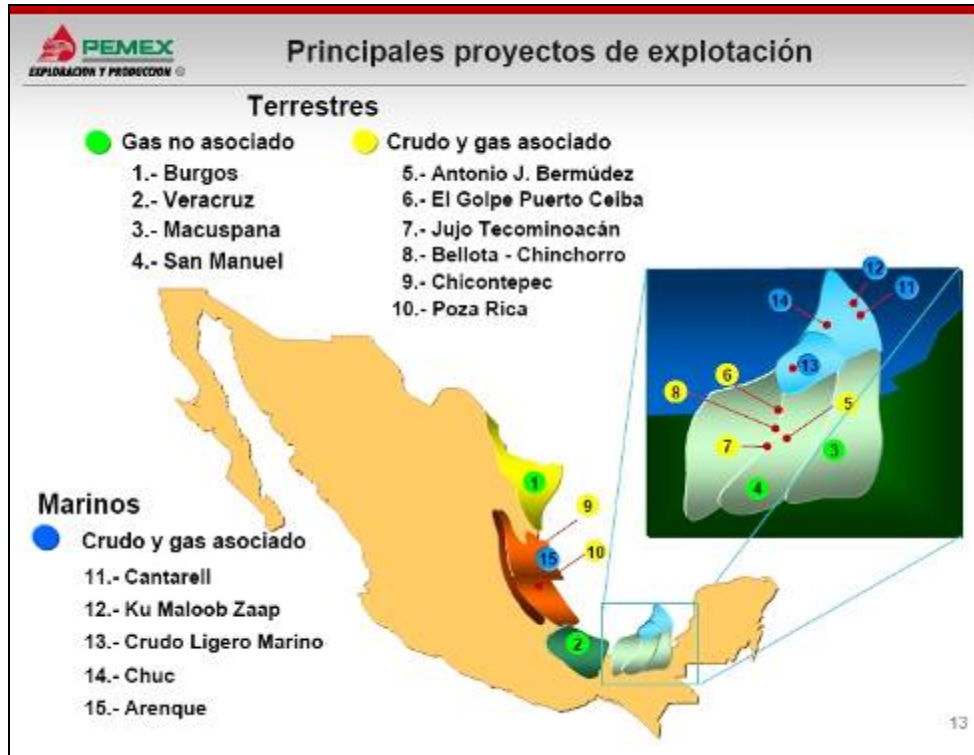 PEMEX
EXPLORACIÓN Y PRODUCCIÓN
Principales proyectos de explotación
Terrestres
Gas no asociado
1.- Burgos
2.- Veracruz
3.- Macuspana
4.- San Manuel
Crudo y gas asociado
5.- Antonio J. Bermúdez
6.- El Golpe Puerto Ceiba
7.- Jujo Tecominoacán
8.- Bellota - Chinchorro
9.- Chicontepec
10.- Poza Rica
12
11
14
13
6
8
5
7
3
4
1
9
15
10
2
Marinos
Crudo y gas asociado
11.- Cantarell
12.- Ku Maloob Zaap
13.- Crudo Ligero Marino
14.- Chuc
15.- Arenque
13